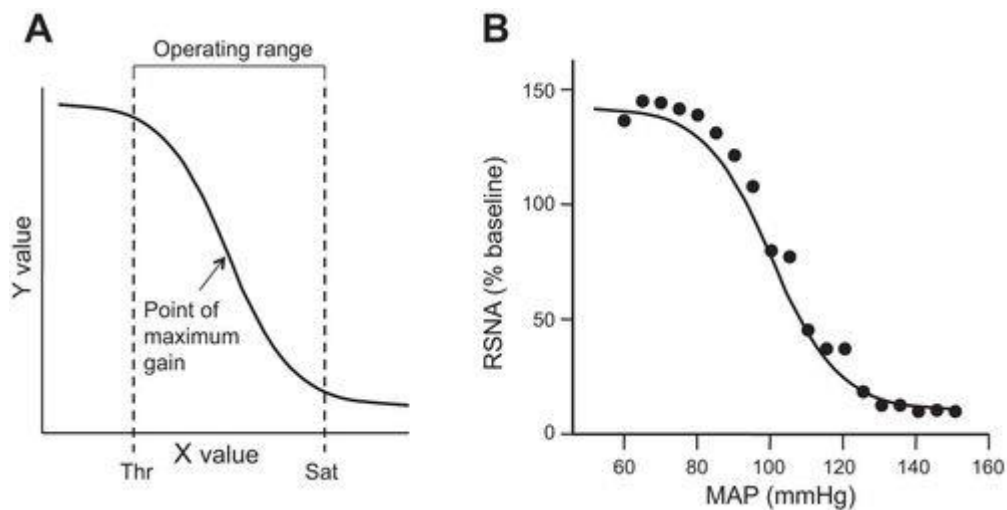 A
Operating range
Y value
Point of
maximum
gain
X value
Thr
Sat
B
RSNA (% baseline)
150
100
50
0
60
80
100
120
140
160
MAP (mmHg)